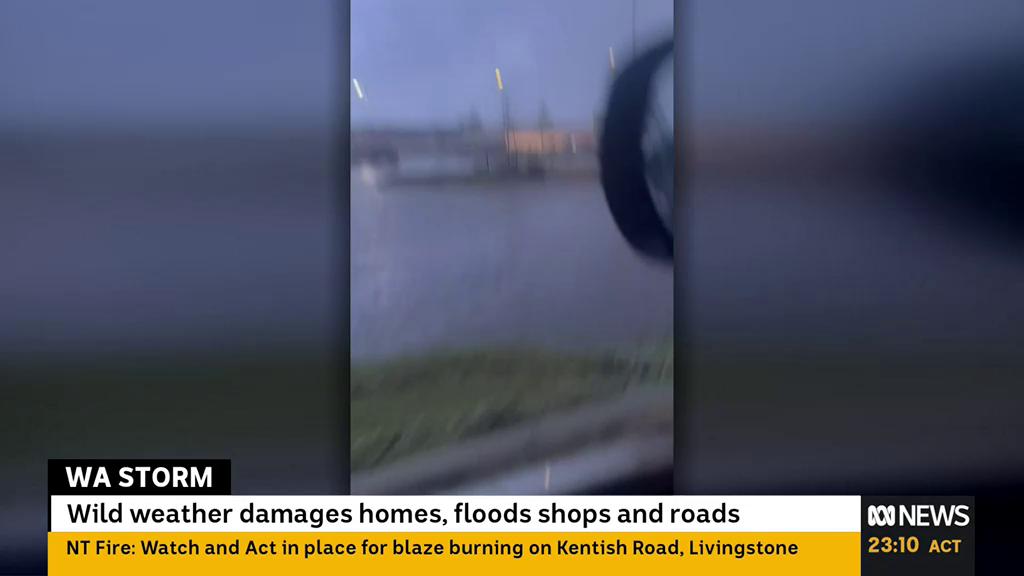 WA STORM
Wild weather damages homes, floods shops and roads
NT Fire: Watch and Act in place for blaze burning on Kentish Road, Livingstone
NEWS
23:10 ACT